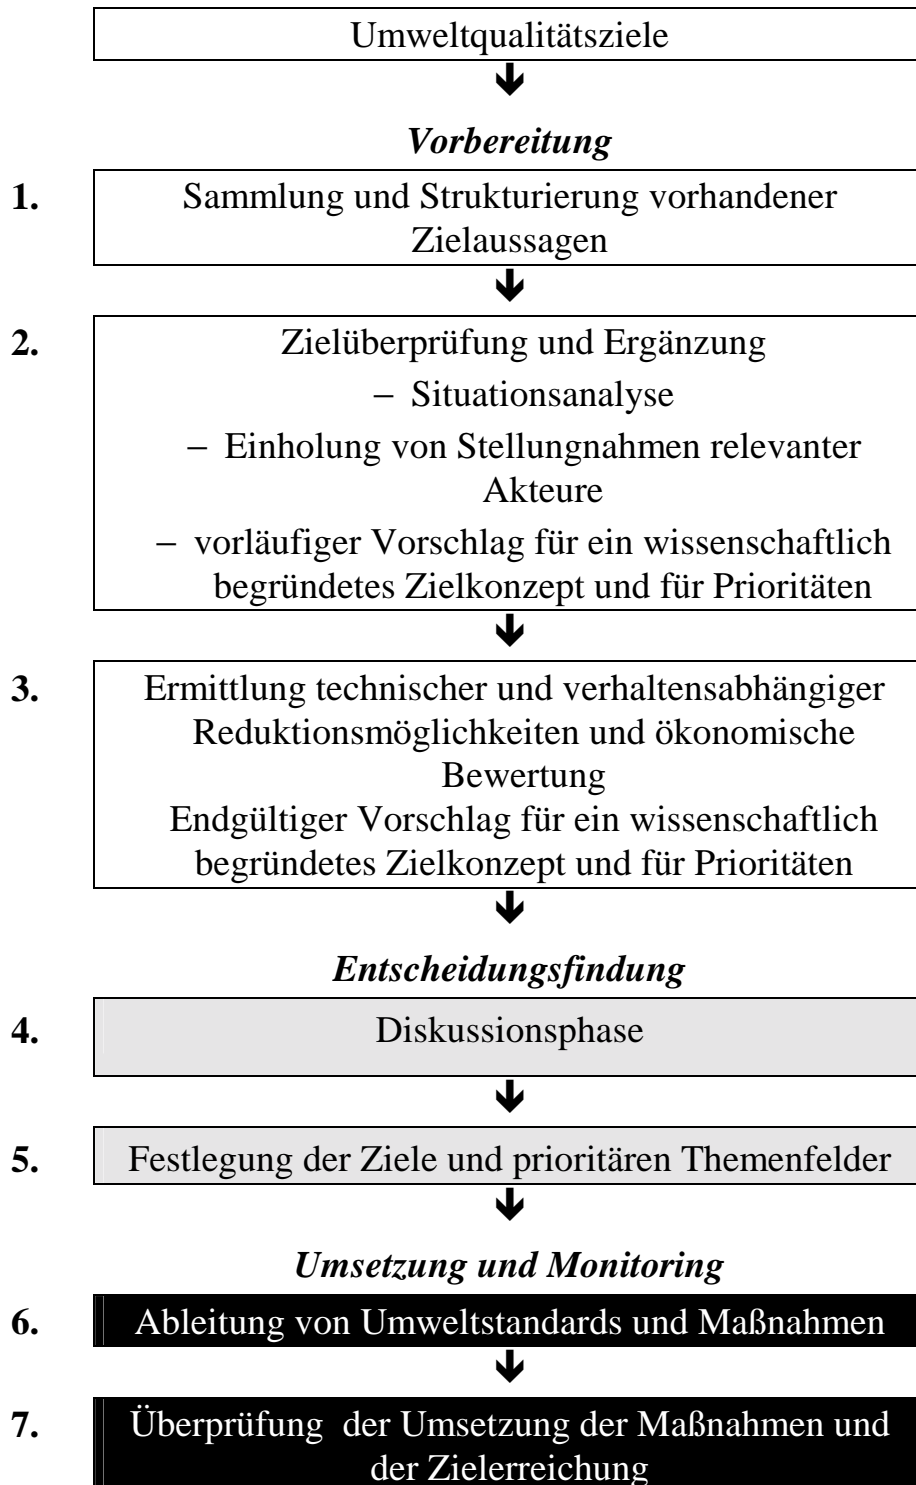 Umweltqualitätsziele
Vorbereitung
1. Sammlung und Strukturierung vorhandener
Zielaussagen
2. Zielüberprüfung und Ergänzung
– Situationsanalyse
– Einholung von Stellungnahmen relevanter
Akteure
– vorläufiger Vorschlag für ein wissenschaftlich
begründetes Zielkonzept und für Prioritäten
3. Ermittlung technischer und verhaltensabhängiger
Reduktionsmöglichkeiten und ökonomische
Bewertung
Endgültiger Vorschlag für ein wissenschaftlich
begründetes Zielkonzept und für Prioritäten
Entscheidungsfindung
4. Diskussionsphase
5. Festlegung der Ziele und prioritären Themenfelder
Umsetzung und Monitoring
6. Ableitung von Umweltstandards und Maßnahmen
7. Überprüfung der Umsetzung der Maßnahmen und
der Zielerreichung